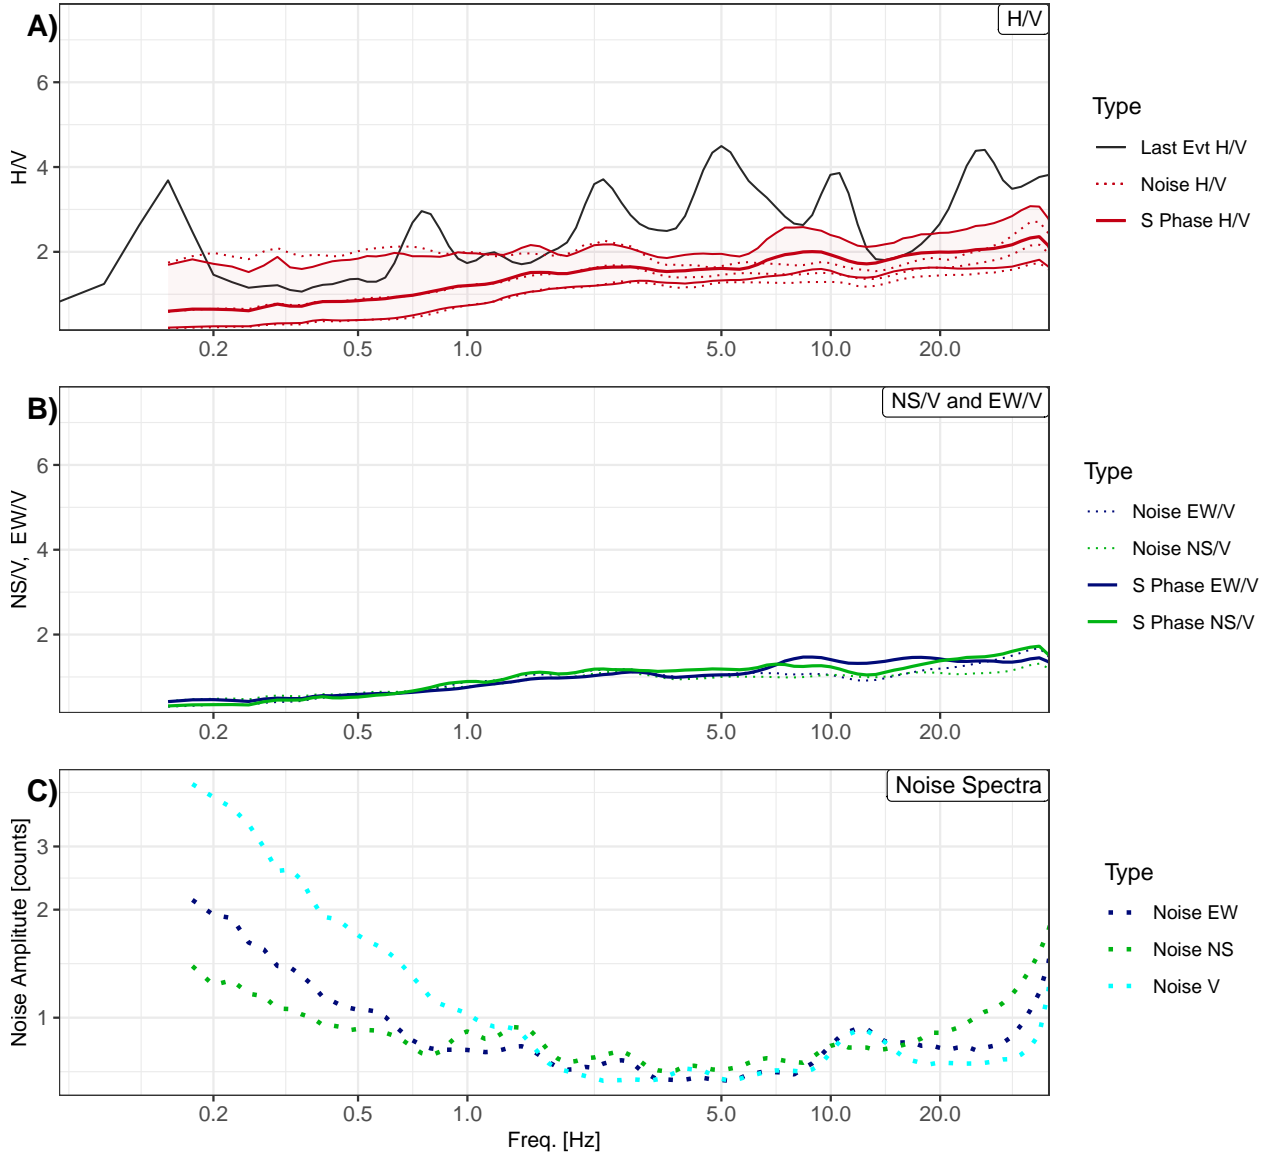 A)
H/V
H/V
6
4
2
0.2 0.5 1.0 5.0 10.0 20.0
Type
Last Evt H/V
Noise H/V
S Phase H/V
B)
NS/V and EW/V
NS/V, EW/V
6
4
2
0.2 0.5 1.0 5.0 10.0 20.0
Type
Noise EW/V
Noise NS/V
S Phase EW/V
S Phase NS/V
C)
Noise Spectra
Noise Amplitude [counts]
3
2
1
0.2 0.5 1.0 5.0 10.0 20.0
Freq. [Hz]
Type
Noise EW
Noise NS
Noise V